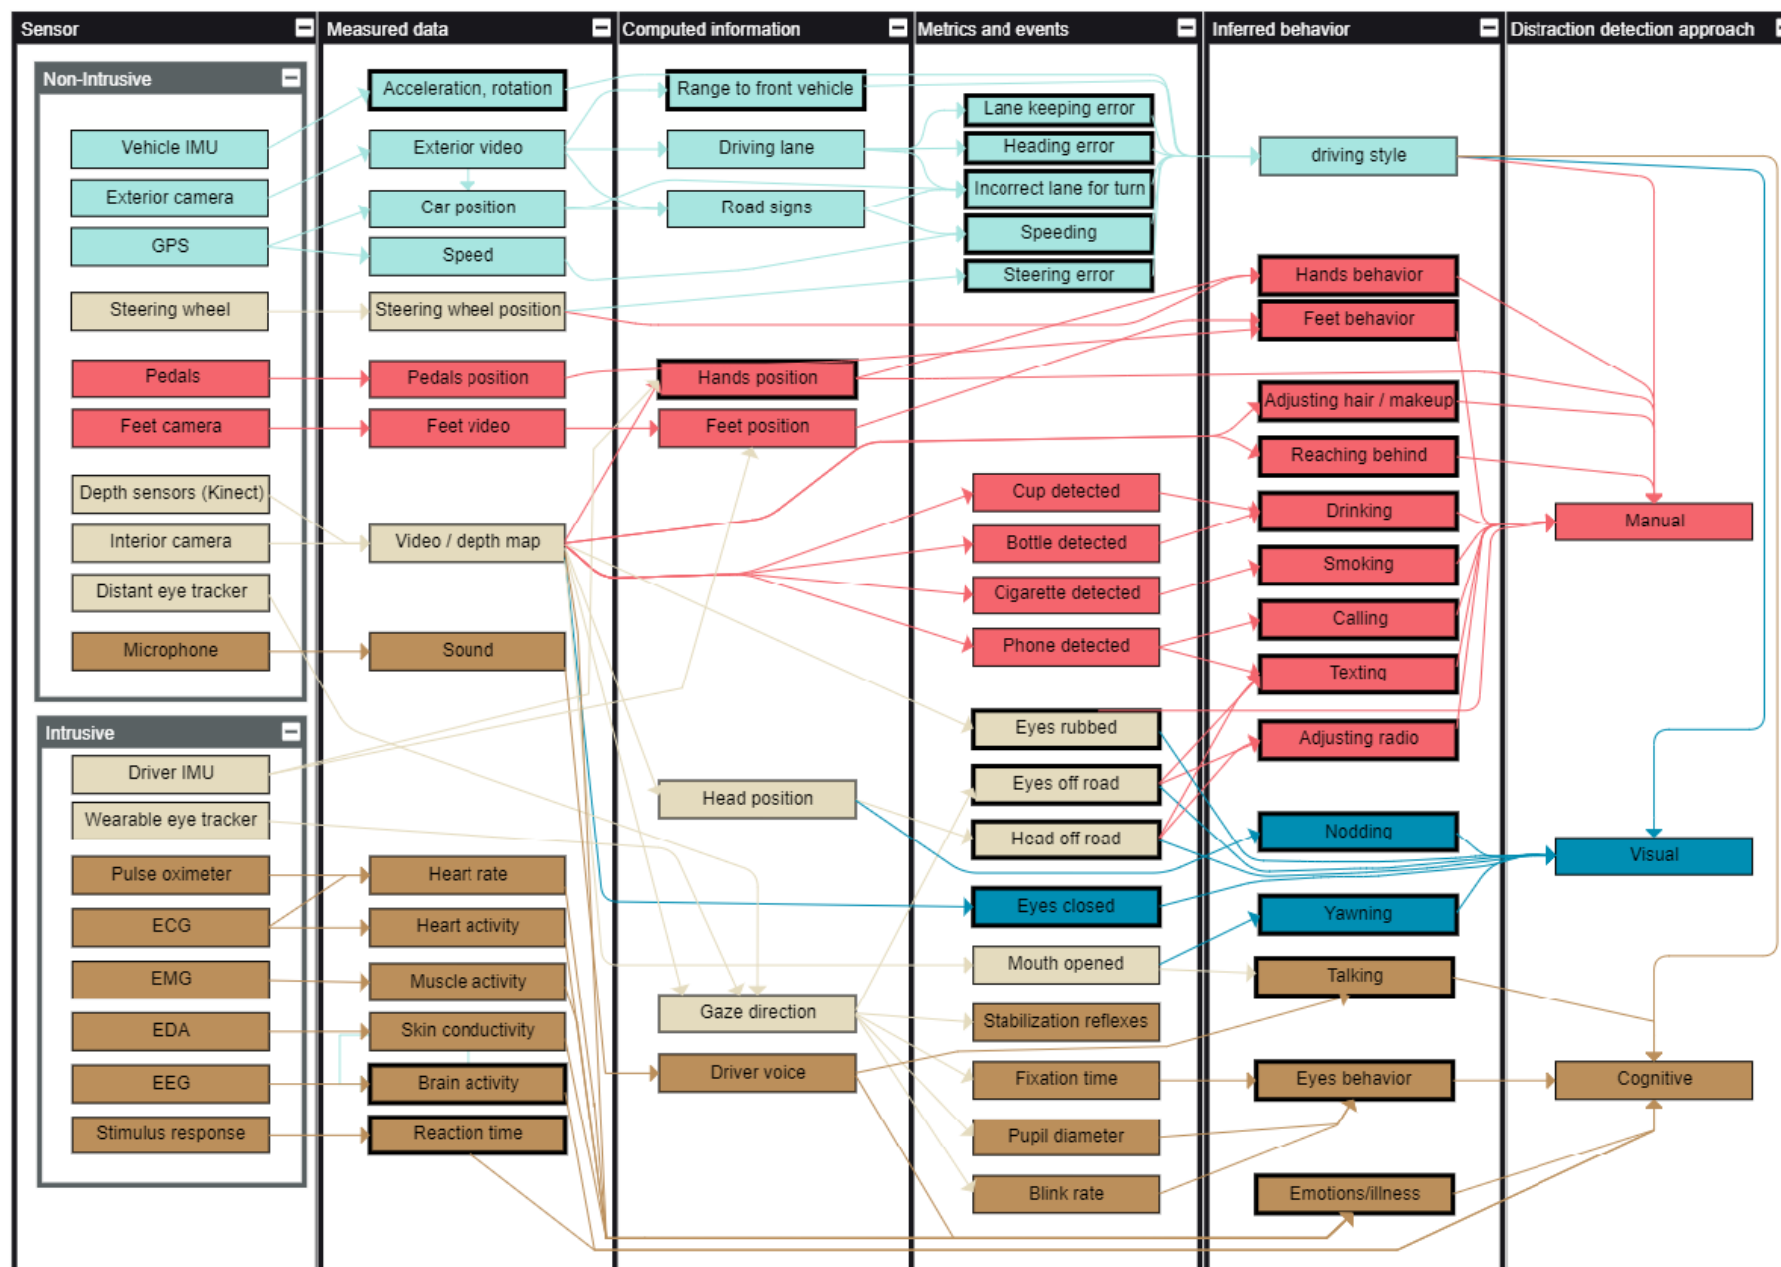 Sensor
Measured data
Computed information
Metrics and events
Inferred behavior
Distraction detection approach
Non-Intrusive
Vehicle IMU
Exterior camera
GPS
Steering wheel
Pedals
Feet camera
Depth sensors (Kinect)
Interior camera
Distant eye tracker
Microphone
Intrusive
Driver IMU
Wearable eye tracker
Pulse oximeter
ECG
EMG
EDA
EEG
Stimulus response
Acceleration, rotation
Exterior video
Car position
Speed
Steering wheel position
Pedals position
Feet video
Video / depth map
Sound
Heart rate
Heart activity
Muscle activity
Skin conductivity
Brain activity
Reaction time
Range to front vehicle
Driving lane
Road signs
Hands position
Feet position
Head position
Gaze direction
Driver voice
Lane keeping error
Heading error
Incorrect lane for turn
Speeding
Steering error
Cup detected
Bottle detected
Cigarette detected
Phone detected
Eyes rubbed
Eyes off road
Head off road
Eyes closed
Mouth opened
Stabilization reflexes
Fixation time
Pupil diameter
Blink rate
driving style
Hands behavior
Feet behavior
Adjusting hair / makeup
Reaching behind
Drinking
Smoking
Calling
Texting
Adjusting radio
Nodding
Yawning
Talking
Eyes behavior
Emotions/illness
Manual
Visual
Cognitive